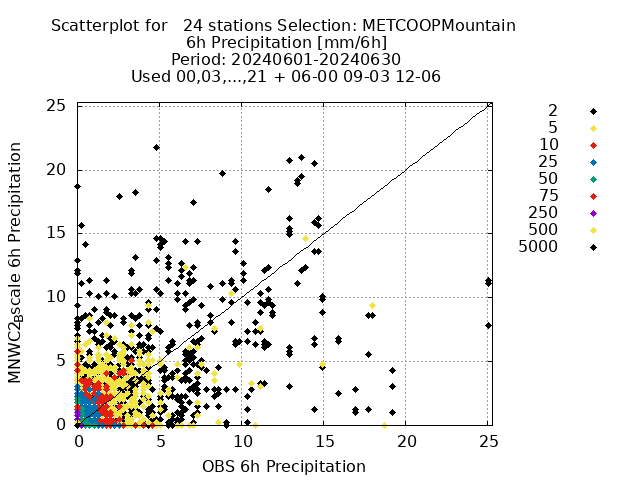 Scatterplot for 24 stations Selection: METCOOPMountain
6h Precipitation [mm/6h]
Period: 20240601-20240630
Used 00,03,...,21 + 06-00 09-03 12-06
25
20
15
10
5
0
MNWC2Bscale 6h Precipitation
0 5 10 15 20 25
OBS 6h Precipitation
2
5
10
25
50
75
250
500
5000